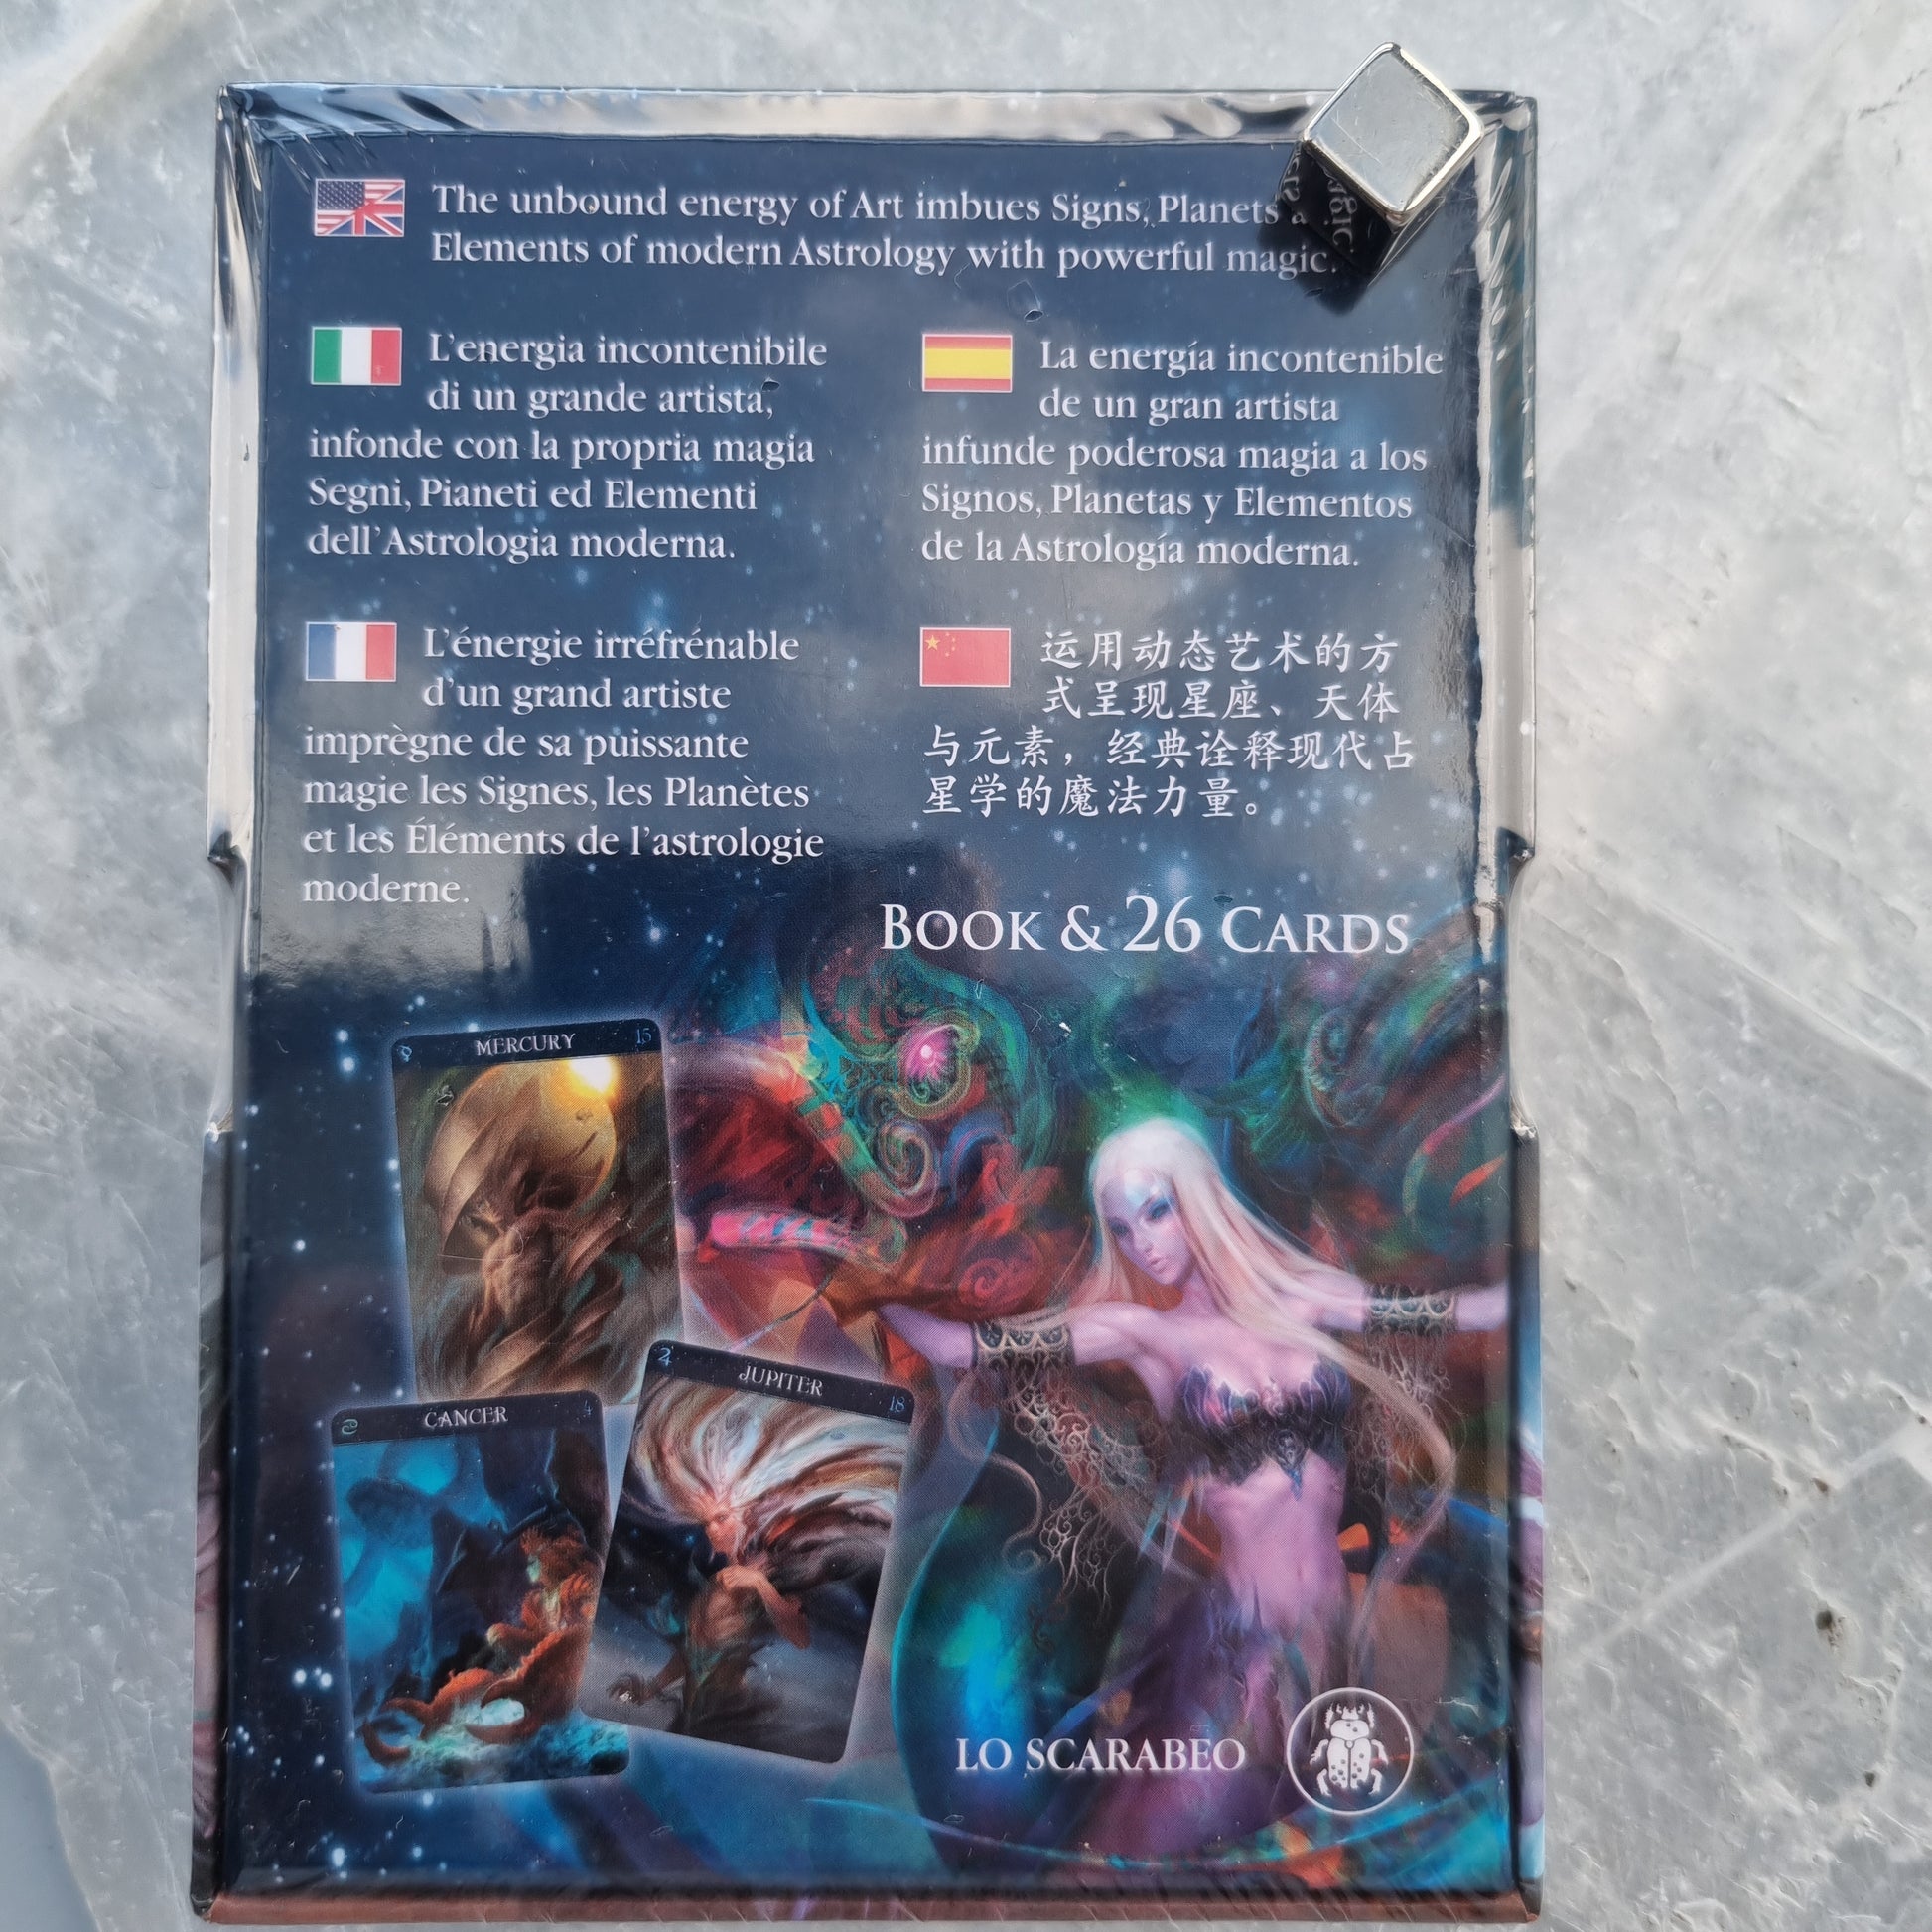 The unbound energy of Art imbues Signs, Planets
Elements of modern Astrology with powerful magic.
L'energia incontenibile
di un grande artista,
infonde con la propria magia
Segni, Pianeti ed Elementi
dell'Astrologia moderna.
La energía incontenible
de un gran artista
infunde poderosa magia a los
Signos, Planetas y Elementos
de la Astrología moderna.
L'énergie irréfrénable
d'un grand artiste
imprègne de sa puissante
magie les Signes, les Planètes
et les Éléments de l'astrologie
moderne.
运用动态艺术的方
式呈现星座、天体
与元素，经典诠释现代占
星学的魔法力量。
BOOK & 26 CARDS
MERCURY 15
CANCER 4
JUPITER 18
LO SCARABEO